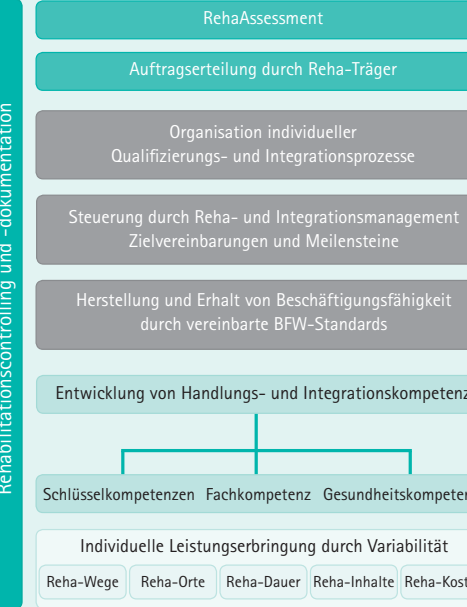 Rehabilitationscontrolling und -dokumentation
RehaAssessment
Auftragserteilung durch Reha-Träger
Organisation individueller
Qualifizierungs- und Integrationsprozesse
Steuerung durch Reha- und Integrationsmanagement
Zielvereinbarungen und Meilensteine
Herstellung und Erhalt von Beschäftigungsfähigkeit
durch vereinbarte BFW-Standards
Entwicklung von Handlungs- und Integrationskompetenz
Schlüsselkompetenzen Fachkompetenz Gesundheitskompeten
Individuelle Leistungserbringung durch Variabilität
Reha-Wege Reha-Orte Reha-Dauer Reha-Inhalte Reha-Kost